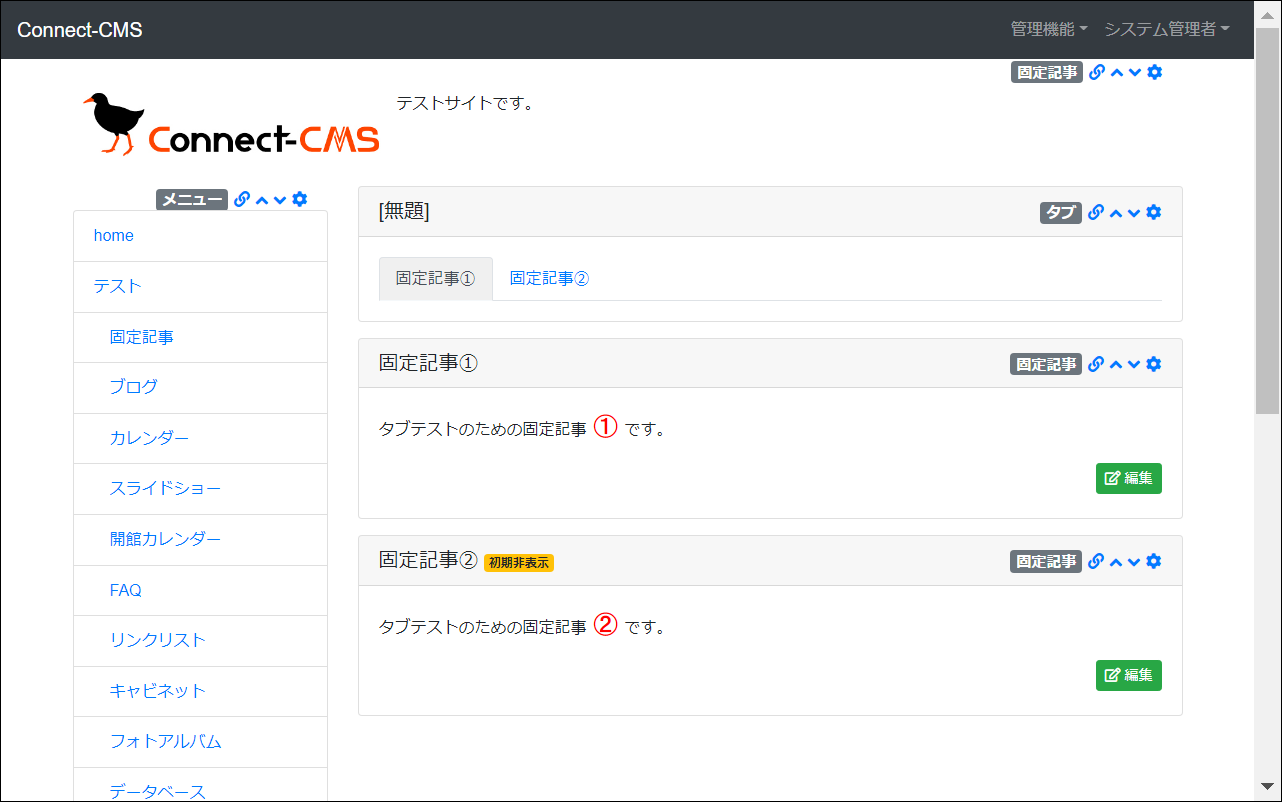 Connect-CMS
管理機能 システム管理者
固定記事
テストサイトです。
Connect-CMS
メニュー
home
テスト
固定記事
ブログ
カレンダー
スライドショー
開館カレンダー
FAQ
リンクリスト
キャビネット
フォトアルバム
データベース
[無題] タブ
固定記事① 固定記事②
固定記事① 固定記事
タブテストのための固定記事 ① です。
編集
固定記事② 初期非表示 固定記事
タブテストのための固定記事 ② です。
編集